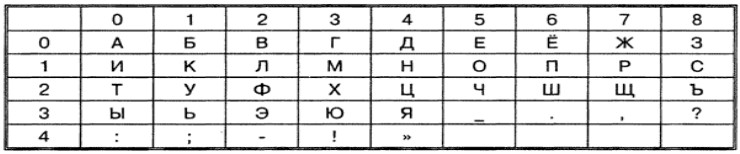 0 1 2 3 4 5 6 7 8
0 А Б В Г Д Е Ё Ж З
1 И К Л М Н О П Р С
2 Т У Ф Х Ц Ч Ш Щ Ъ
3 Ы Ь Э Ю Я _ . , ?
4 : ; - ! »